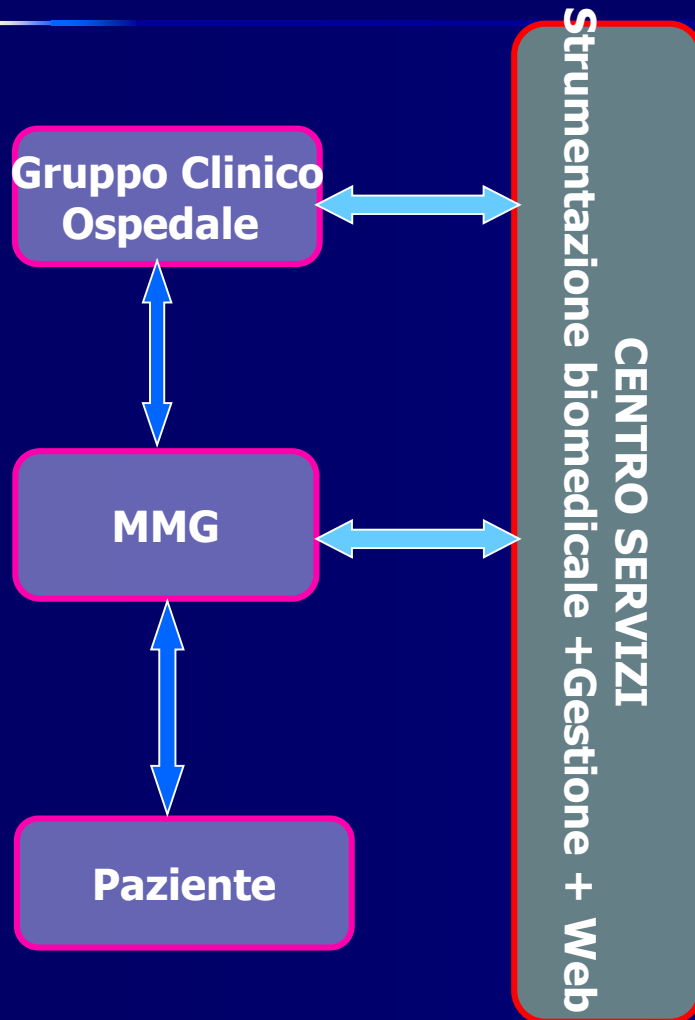 Gruppo Clinico
Ospedale
MMG
Paziente
CENTRO SERVIZI
Strumentazione biomedicale +Gestione + Web